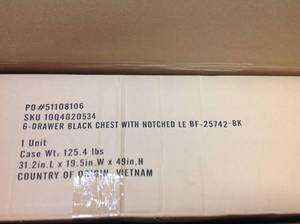 PO#51108106
SKU 10Q4020534
6-DRAWER BLACK CHEST WITH NOTCHED LE BF-25742-BK
1 Unit
Case Wt: 125.4 lbs
31.2in.L x 19.5in.W x 49in.H
COUNTRY OF ORIGIN. VIETNAM